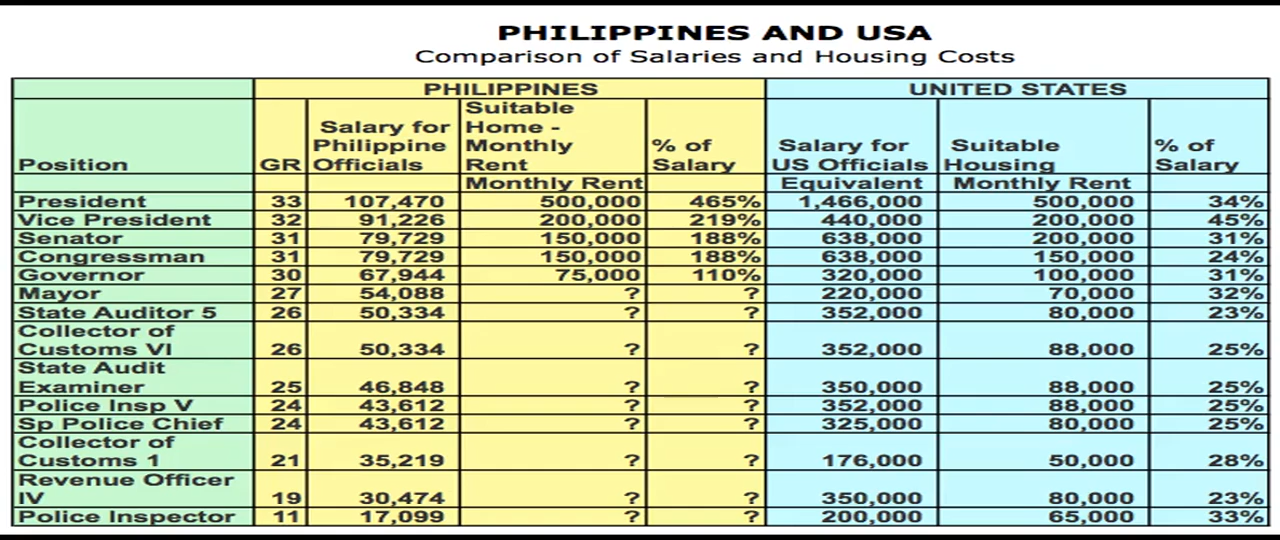 PHILIPPINES AND USA
Comparison of Salaries and Housing Costs
PHILIPPINES UNITED STATES
Position GR Salary for Philippine Officials Suitable Home - Monthly Rent % of Salary Salary for US Officials Suitable Housing % of Salary
Monthly Rent Equivalent Monthly Rent
President 33 107,470 500,000 465% 1,466,000 500,000 34%
Vice President 32 91,226 200,000 219% 440,000 200,000 45%
Senator 31 79,729 150,000 188% 638,000 200,000 31%
Congressman 31 79,729 150,000 188% 638,000 150,000 24%
Governor 30 67,944 75,000 110% 320,000 100,000 31%
Mayor 27 54,088 ? ? 220,000 70,000 32%
State Auditor 5 26 50,334 ? ? 352,000 80,000 23%
Collector of
Customs VI 26 50,334 ? ? 352,000 88,000 25%
State Audit
Examiner 25 46,848 ? ? 350,000 88,000 25%
Police Insp V 24 43,612 ? ? 352,000 88,000 25%
Sp Police Chief 24 43,612 ? ? 325,000 80,000 25%
Collector of
Customs 1 21 35,219 ? ? 176,000 50,000 28%
Revenue Officer
IV 19 30,474 ? ? 350,000 80,000 23%
Police Inspector 11 17,099 ? ? 200,000 65,000 33%